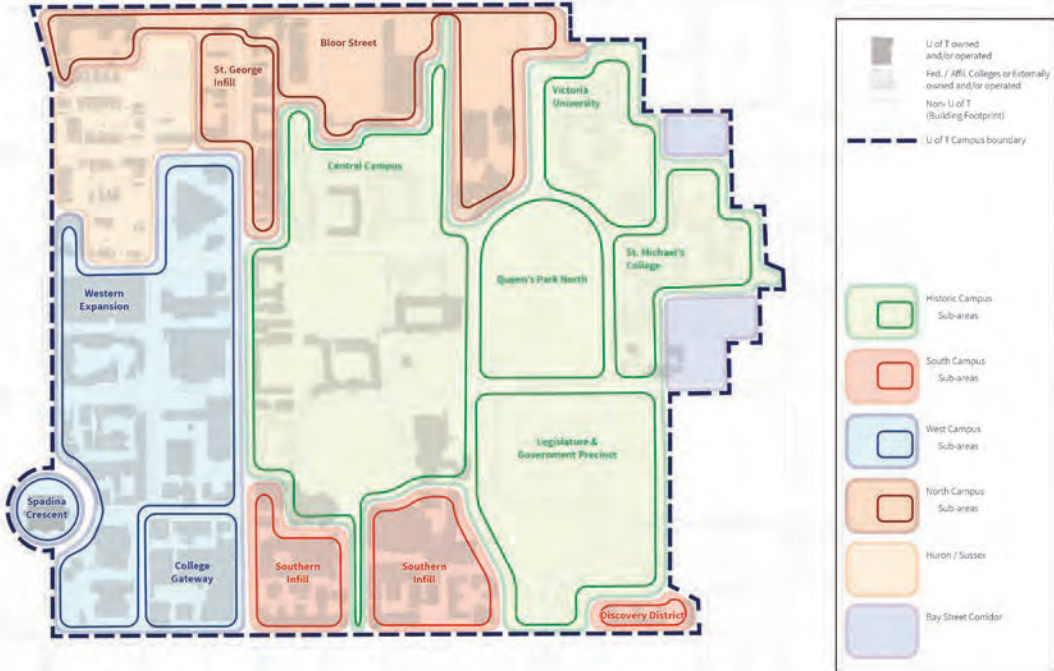 Bloor Street
St. George
Infill
Victoria
University
Central Campus
St. Michael's
College
Queen's Park North
Western
Expansion
Legislature &
Government Precinct
Spadina
Crescent
College
Gateway
Southern
Infill
Southern
Infill
Discovery District
U of T owned
and/or operated
Fed. / Affil. Colleges or Externally
owned and/or operated
Non- U of T
(Building Footprint)
U of T Campus boundary
Historic Campus
Sub-areas
South Campus
Sub-areas
West Campus
Sub-areas
North Campus
Sub-areas
Huron / Sussex
Bay Street Corridor